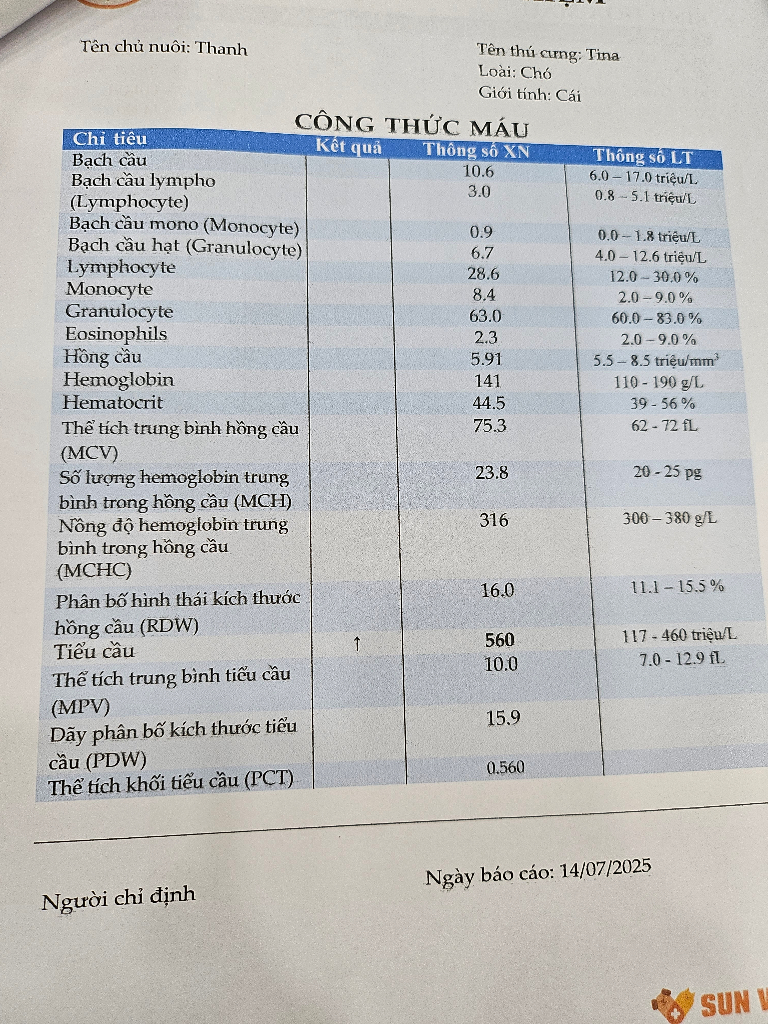 Tên chủ nuôi: Thanh
Tên thú cưng: Tina
Loài: Chó
Giới tính: Cái
CÔNG THỨC MÁU
Chỉ tiêu Kết quả Thông số XN Thông số LT
Bạch cầu 10.6 6.0 – 17.0 triệu/L
Bạch cầu lympho (Lymphocyte) 3.0 0.8 – 5.1 triệu/L
Bạch cầu mono (Monocyte) 0.9 0.0 – 1.8 triệu/L
Bạch cầu hạt (Granulocyte) 6.7 4.0 – 12.6 triệu/L
Lymphocyte 28.6 12.0 – 30.0 %
Monocyte 8.4 2.0 – 9.0 %
Granulocyte 63.0 60.0 – 83.0 %
Eosinophils 2.3 2.0 – 9.0 %
Hồng cầu 5.91 5.5 – 8.5 triệu/mm³
Hemoglobin 141 110 - 190 g/L
Hematocrit 44.5 39 - 56 %
Thể tích trung bình hồng cầu (MCV) 75.3 62 - 72 fL
Số lượng hemoglobin trung bình trong hồng cầu (MCH) 23.8 20 - 25 pg
Nồng độ hemoglobin trung bình trong hồng cầu (MCHC) 316 300 – 380 g/L
Phân bố hình thái kích thước hồng cầu (RDW) 16.0 11.1 – 15.5 %
Tiểu cầu ↑ 560 117 - 460 triệu/L
Thể tích trung bình tiểu cầu (MPV) 10.0 7.0 - 12.9 fL
Dãy phân bố kích thước tiểu cầu (PDW) 15.9
Thể tích khối tiểu cầu (PCT) 0.560
Người chỉ định
Ngày báo cáo: 14/07/2025
SUN